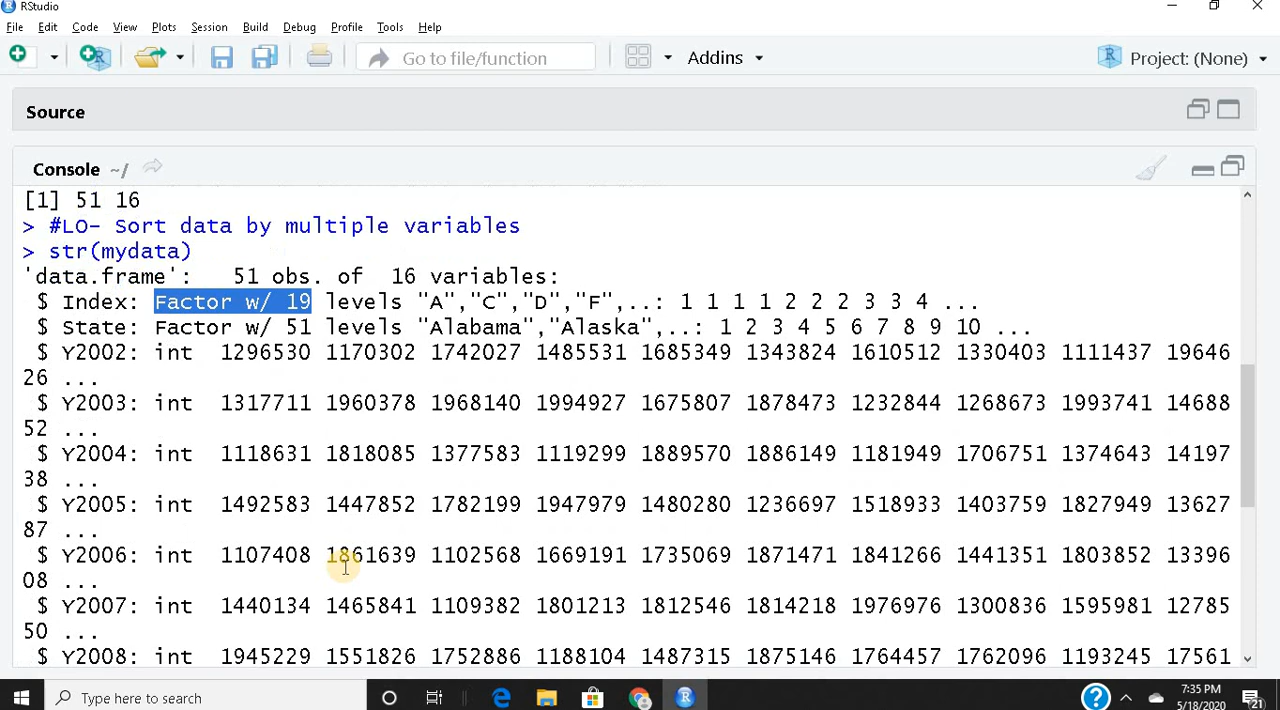 RStudio
File Edit Code View Plots Session Build Debug Profile Tools Help
Go to file/function Addins Project: (None)
Source
Console ~/
[1] 51 16
> #LO- Sort data by multiple variables
> str(mydata)
'data.frame': 51 obs. of 16 variables:
$ Index: Factor w/ 19 levels "A","C","D","F",..: 1 1 1 1 2 2 2 3 3 4 ...
$ State: Factor w/ 51 levels "Alabama","Alaska",..: 1 2 3 4 5 6 7 8 9 10 ...
$ Y2002: int 1296530 1170302 1742027 1485531 1685349 1343824 1610512 1330403 1111437 19646
26 ...
$ Y2003: int 1317711 1960378 1968140 1994927 1675807 1878473 1232844 1268673 1993741 14688
52 ...
$ Y2004: int 1118631 1818085 1377583 1119299 1889570 1886149 1181949 1706751 1374643 14197
38 ...
$ Y2005: int 1492583 1447852 1782199 1947979 1480280 1236697 1518933 1403759 1827949 13627
87 ...
$ Y2006: int 1107408 1861639 1102568 1669191 1735069 1871471 1841266 1441351 1803852 13396
08 ...
$ Y2007: int 1440134 1465841 1109382 1801213 1812546 1814218 1976976 1300836 1595981 12785
50 ...
$ Y2008: int 1945229 1551826 1752886 1188104 1487315 1875146 1764457 1762096 1193245 17561
Type here to search
7:35 PM
5/18/2020
21